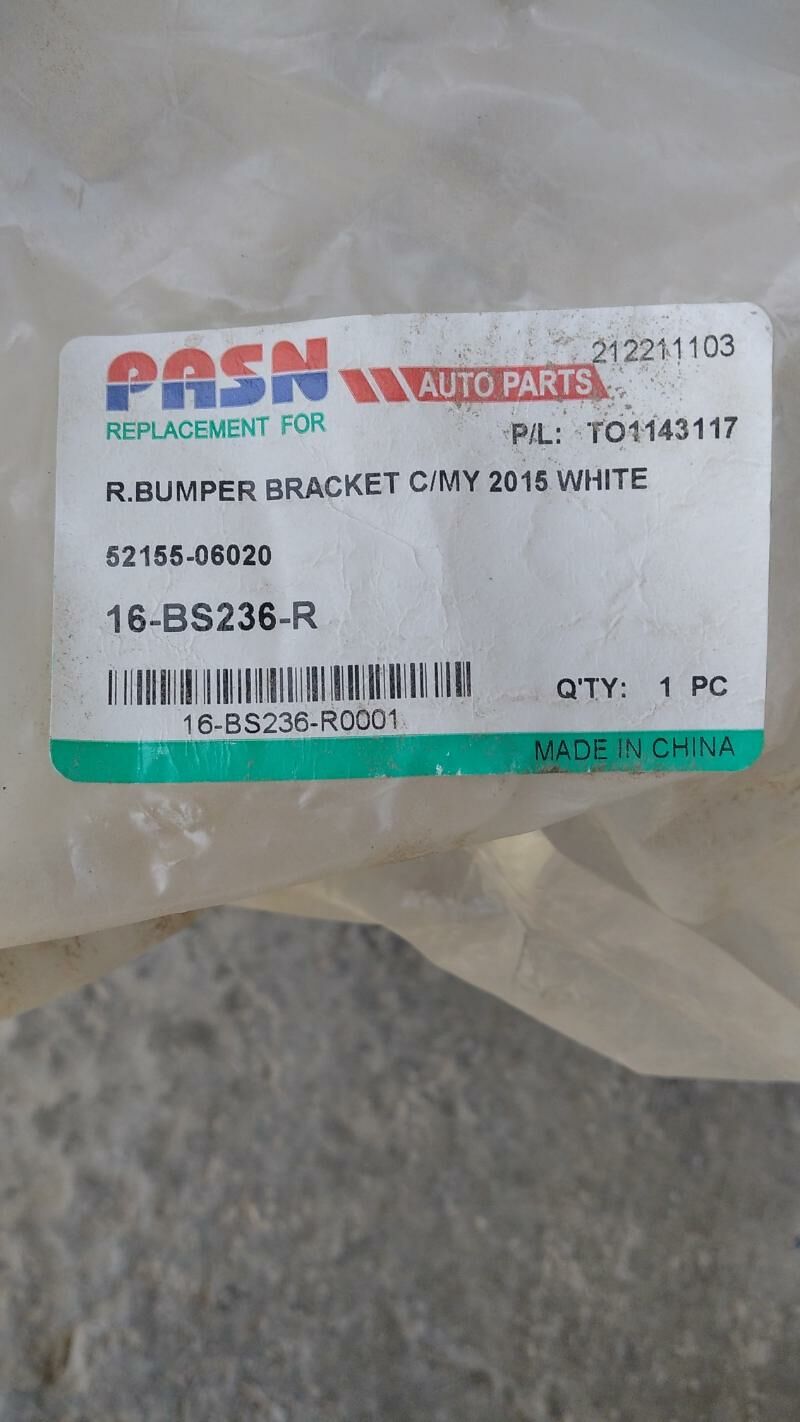 PASN AUTO PARTS 212211103
REPLACEMENT FOR P/L: TO1143117
R.BUMPER BRACKET C/MY 2015 WHITE
52155-06020
16-BS236-R
16-BS236-R0001 Q'TY: 1 PC
MADE IN CHINA